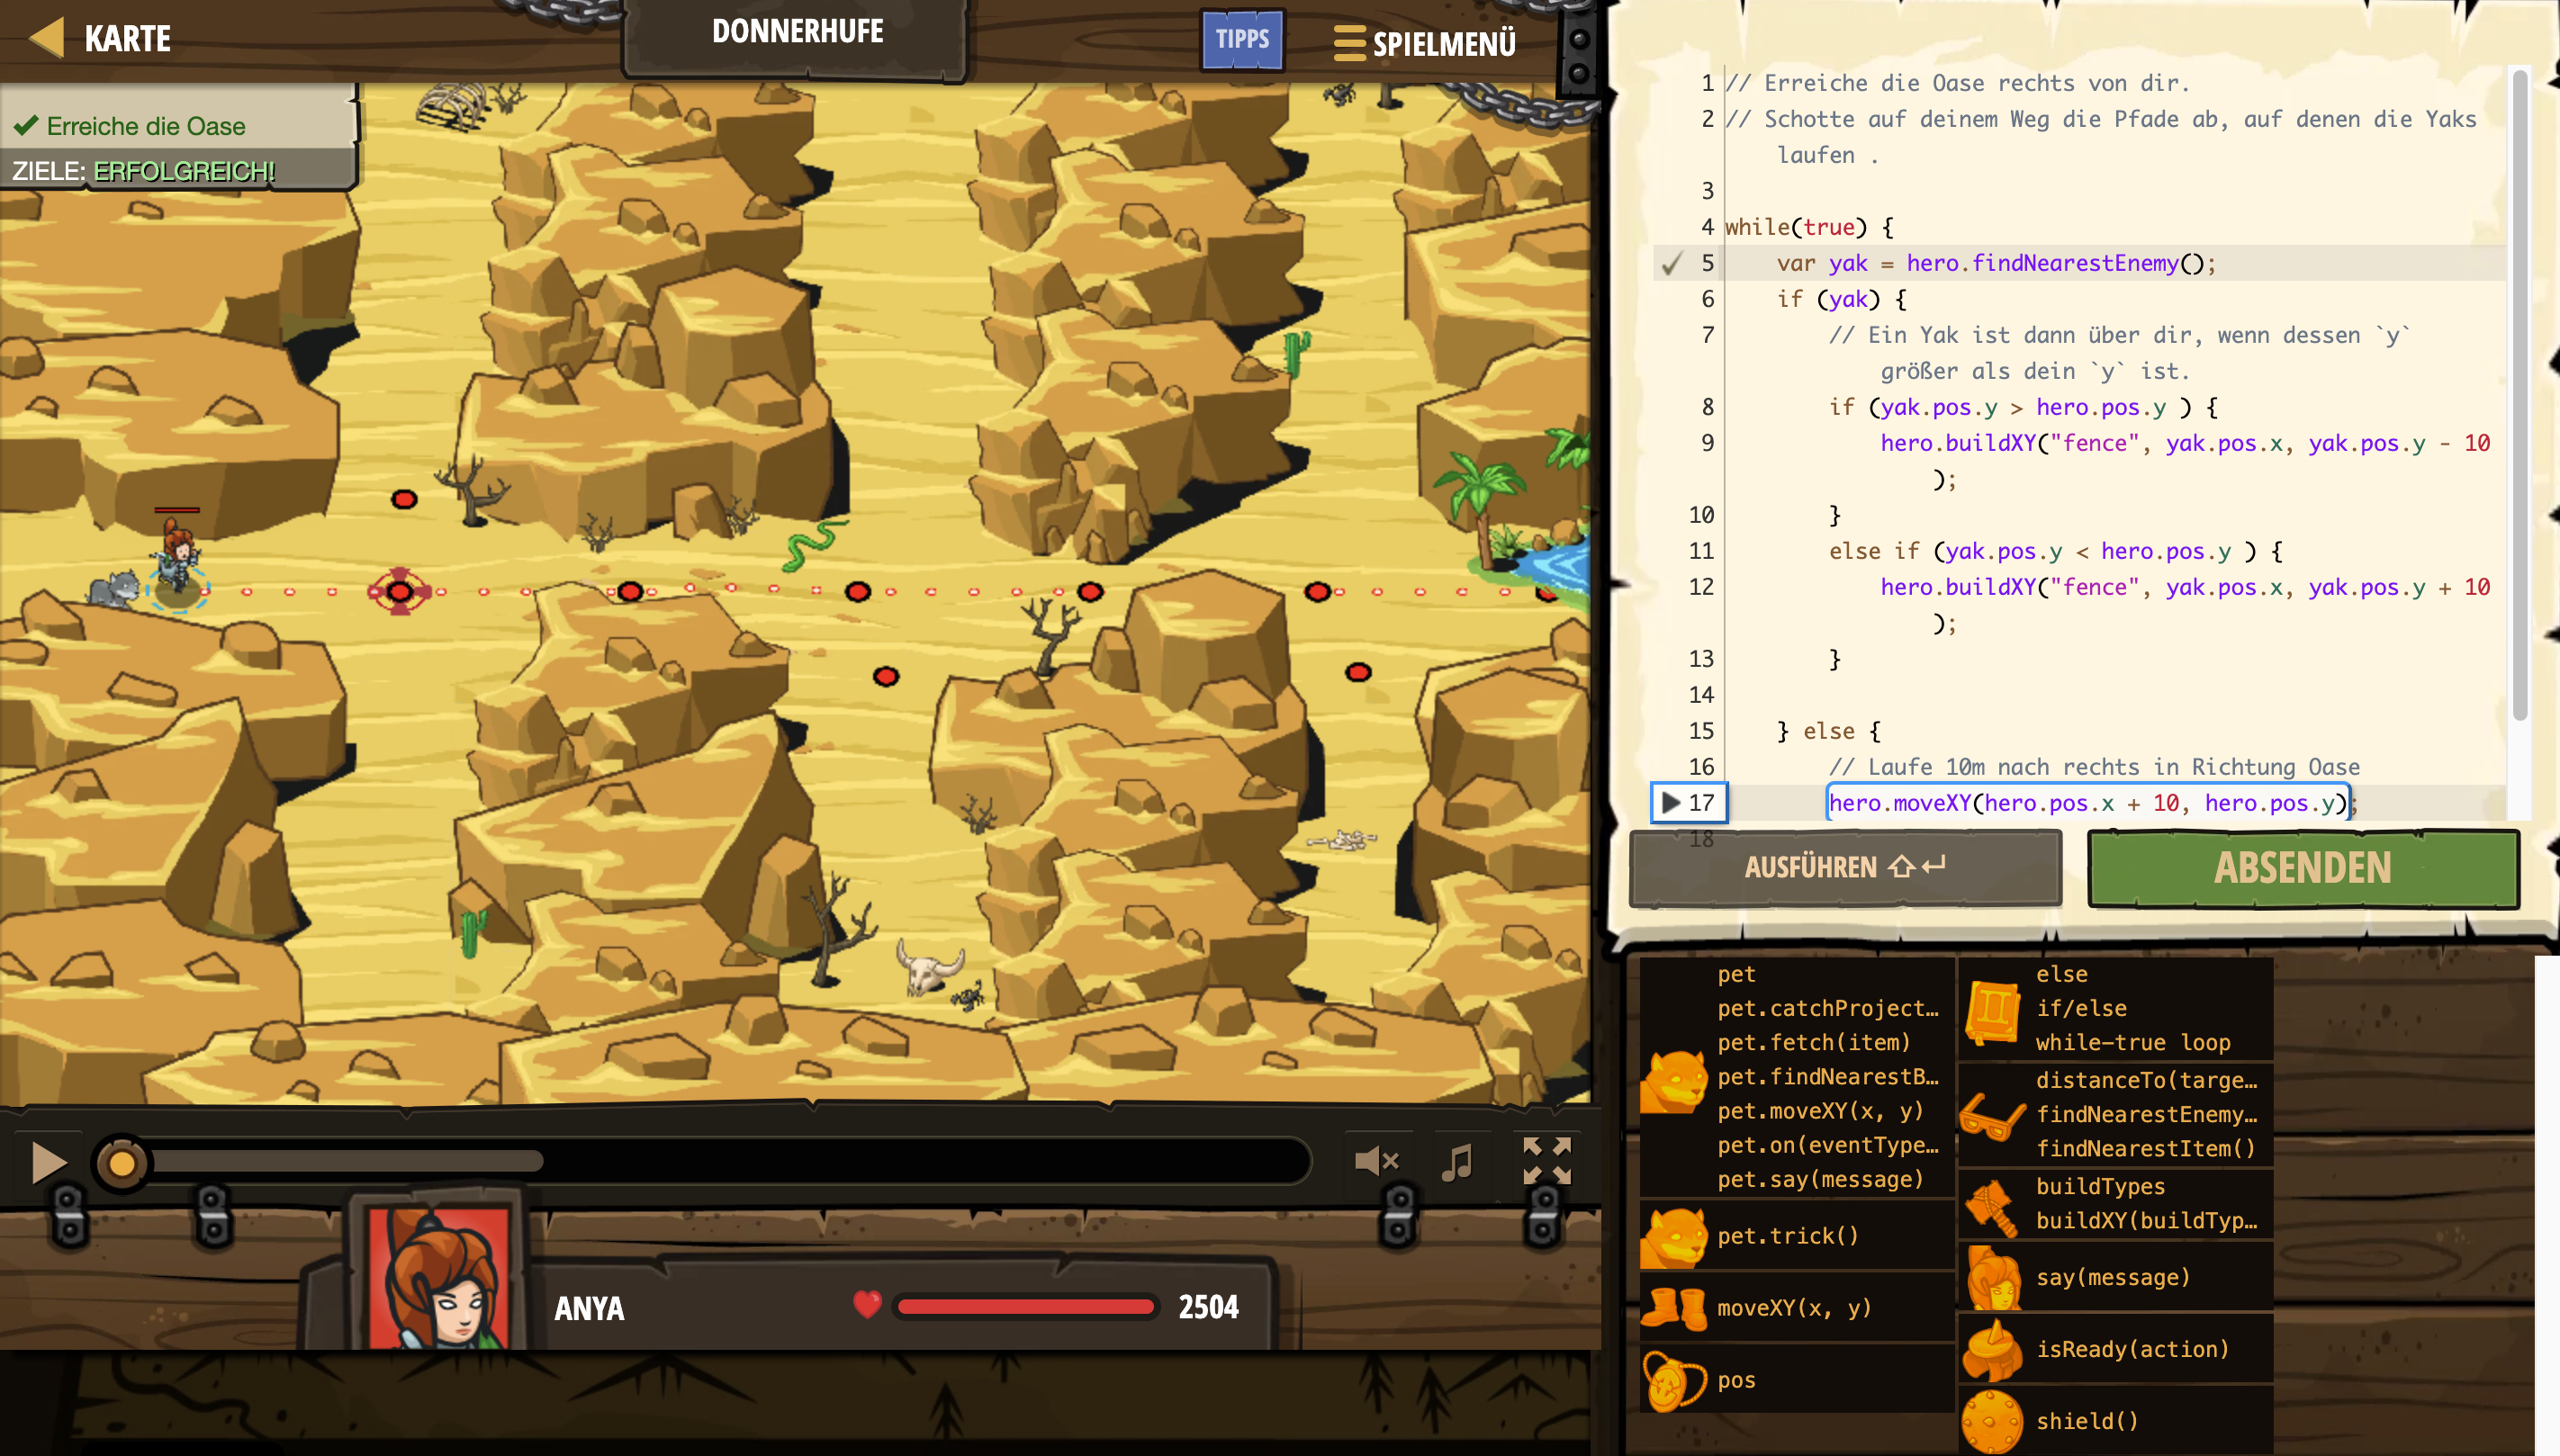 KARTE
DONNERHUFE
TIPPS
SPIELMENÜ
Erreiche die Oase
ZIELE: ERFOLGREICH!
1 // Erreiche die Oase rechts von dir.
2 // Schotte auf deinem Weg die Pfade ab, auf denen die Yaks
laufen .
3
4 while(true) {
5 var yak = hero.findNearestEnemy();
6 if (yak) {
7 // Ein Yak ist dann über dir, wenn dessen `y`
größer als dein `y` ist.
8 if (yak.pos.y > hero.pos.y ) {
9 hero.buildXY("fence", yak.pos.x, yak.pos.y - 10
);
10 }
11 else if (yak.pos.y < hero.pos.y ) {
12 hero.buildXY("fence", yak.pos.x, yak.pos.y + 10
);
13 }
14
15 } else {
16 // Laufe 10m nach rechts in Richtung Oase
17 hero.moveXY(hero.pos.x + 10, hero.pos.y);
18
AUSFÜHREN
ABSENDEN
pet
pet.catchProject…
pet.fetch(item)
pet.findNearestB…
pet.moveXY(x, y)
pet.on(eventType…
pet.say(message)
pet.trick()
moveXY(x, y)
pos
else
if/else
while-true loop
distanceTo(targe…
findNearestEnemy…
findNearestItem()
buildTypes
buildXY(buildTyp…
say(message)
isReady(action)
shield()
ANYA
2504